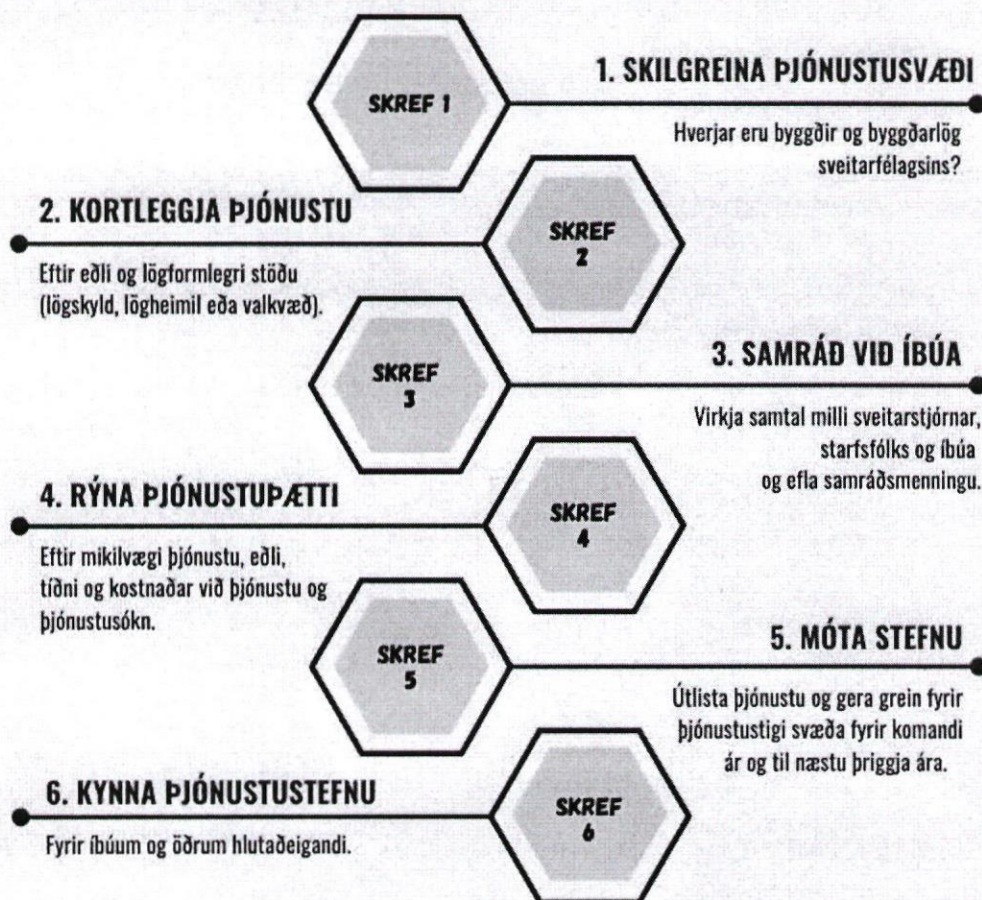 SKREF 1
1. SKILGREINA ÞJÓNUSTUSVÆÐI
Hverjar eru byggðir og byggðarlög
sveitarfélagsins?
SKREF
2
2. KORTLEGGJA ÞJÓNUSTU
Eftir eðli og lögformlegri stöðu
(lögskyld, lögheimil eða valkvæð).
SKREF
3
3. SAMRÁÐ VIÐ ÍBÚA
Virkja samtal milli sveitarstjórnar,
starfsfólks og íbúa
og efla samráðsmenningu.
SKREF
4
4. RÝNA ÞJÓNUSTUÞÆTTI
Eftir mikilvægi þjónustu, eðli,
tíðni og kostnaðar við þjónustu og
þjónustusókn.
SKREF
5
5. MÓTA STEFNU
Útlista þjónustu og gera grein fyrir
þjónustustigi svæða fyrir komandi
ár og til næstu þriggja ára.
SKREF
6
6. KYNNA ÞJÓNUSTUSTEFNU
Fyrir íbúum og öðrum hlutaðeigandi.